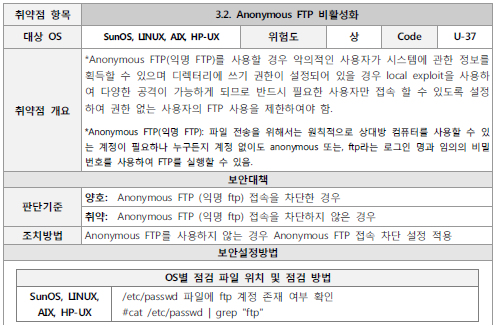 취약점 항목 3.2. Anonymous FTP 비활성화
대상 OS SunOS, LINUX, AIX, HP-UX 위험도 상 Code U-37
취약점 개요
*Anonymous FTP(익명 FTP)를 사용할 경우 악의적인 사용자가 시스템에 관한 정보를
획득할 수 있으며 디렉터리에 쓰기 권한이 설정되어 있을 경우 local exploit을 사용하
여 다양한 공격이 가능하게 되므로 반드시 필요한 사용자만 접속 할 수 있도록 설정
하여 권한 없는 사용자의 FTP 사용을 제한하여야 함.
*Anonymous FTP(익명 FTP): 파일 전송을 위해서는 원칙적으로 상대방 컴퓨터를 사용할 수 있
는 계정이 필요하나 누구든지 계정 없이도 anonymous 또는, ftp라는 로그인 명과 임의의 비밀
번호를 사용하여 FTP를 실행할 수 있음.
보안대책
판단기준
양호: Anonymous FTP (익명 ftp) 접속을 차단한 경우
취약: Anonymous FTP (익명 ftp) 접속을 차단하지 않은 경우
조치방법 Anonymous FTP를 사용하지 않는 경우 Anonymous FTP 접속 차단 설정 적용
보안설정방법
OS별 점검 파일 위치 및 점검 방법
SunOS, LINUX,
AIX, HP-UX
/etc/passwd 파일에 ftp 계정 존재 여부 확인
#cat /etc/passwd | grep "ftp"